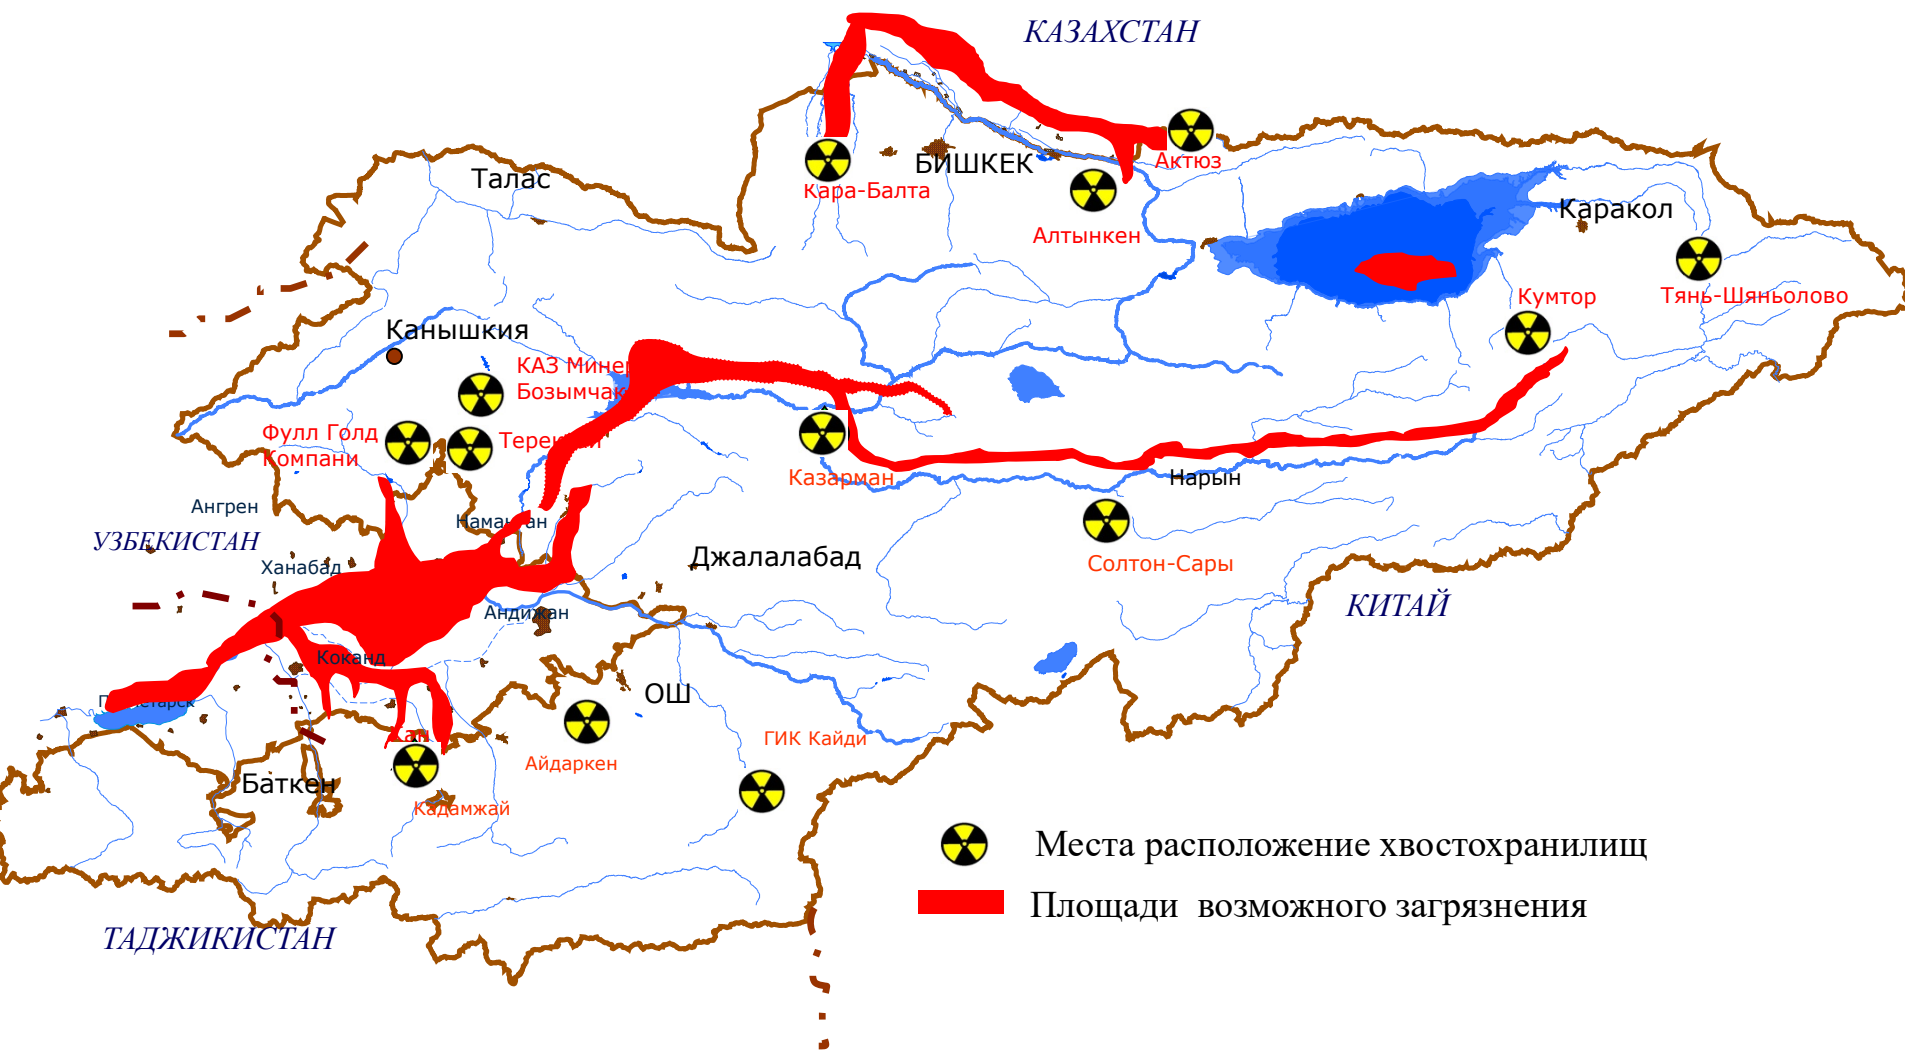 КАЗАХСТАН
БИШКЕК
Актюз
Талас
Кара-Балта
Каракол
Алтынкен
Кумтор
Тянь-Шяньолово
Канышкия
КАЗ Минер
Бозымчак
Фулл Голд
Компани
Казарман
Нарын
Ангрен
Наманган
УЗБЕКИСТАН
Джалалабад
Солтон-Сары
Ханабад
КИТАЙ
Андижан
Коканд
ОШ
ГИК Кайди
Айдаркен
Баткен
Кадамжай
Места расположение хвостохранилищ
Площади возможного загрязнения
ТАДЖИКИСТАН